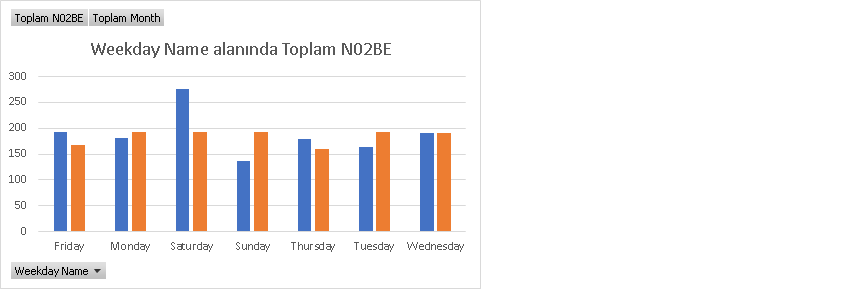 Toplam N02BE Toplam Month
Weekday Name alanında Toplam N02BE
300
250
200
150
100
50
0
Friday Monday Saturday Sunday Thursday Tuesday Wednesday
Weekday Name